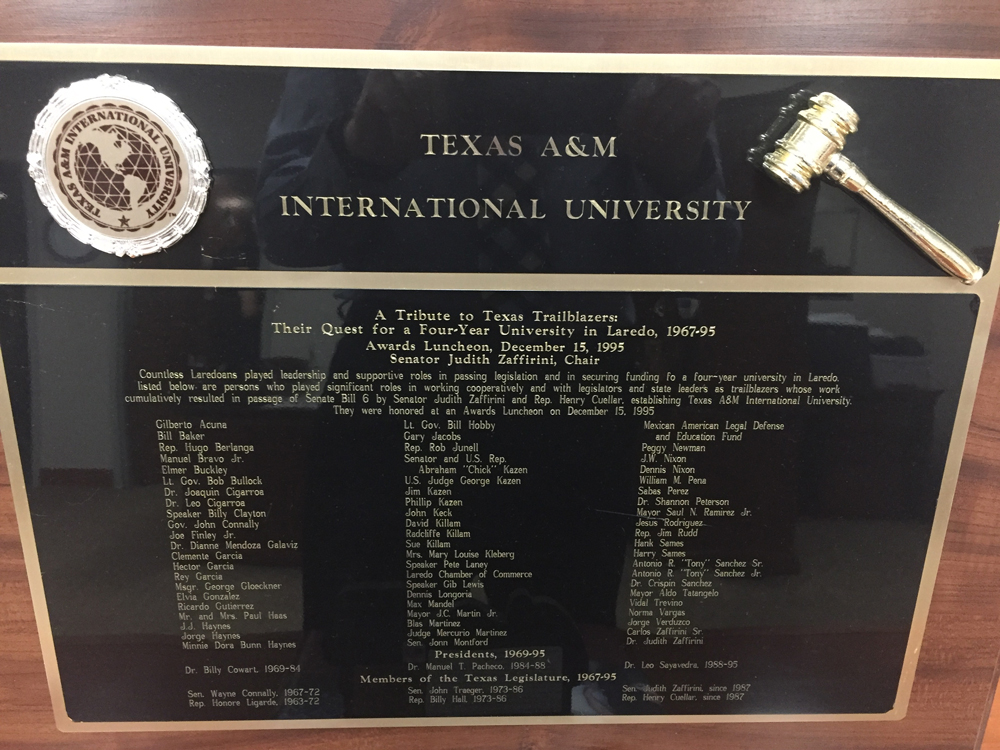 TEXAS A&M INTERNATIONAL UNIVERSITY
TEXAS A&M
INTERNATIONAL UNIVERSITY
A Tribute to Texas Trailblazers:
Their Quest for a Four-Year University in Laredo, 1967-95
Awards Luncheon, December 15, 1995
Senator Judith Zaffirini, Chair
Countless Laredoans played leadership and supportive roles in passing legislation and in securing funding fo a four-year university in Laredo.
listed below are persons who played significant roles in working cooperatively and with legislators and state leaders as trailblazers whose work
cumulatively resulted in passage of Senate Bill 6 by Senator Judith Zaffirini and Rep. Henry Cuellar, establishing Texas A&M International University.
They were honored at an Awards Luncheon on December 15, 1995
Gilberto Acuna
Bill Baker
Rep. Hugo Berlanga
Manuel Bravo Jr.
Elmer Buckley
Lt. Gov. Bob Bullock
Dr. Joaquin Cigarroa
Dr. Leo Cigarroa
Speaker Billy Clayton
Gov. John Connally
Joe Finley Jr.
Dr. Dianne Mendoza Galaviz
Clemente Garcia
Hector Garcia
Rey Garcia
Msgr. George Gloeckner
Elvia Gonzalez
Ricardo Gutierrez
Mr. and Mrs. Paul Haas
J.J. Haynes
Jorge Haynes
Minnie Dora Bunn Haynes
Lt. Gov. Bill Hobby
Gary Jacobs
Rep. Rob Junell
Senator and U.S. Rep.
Abraham "Chick" Kazen
U.S. Judge George Kazen
Jim Kazen
Phillip Kazen
John Keck
David Killam
Radcliffe Killam
Sue Killam
Mrs. Mary Louise Kleberg
Speaker Pete Laney
Laredo Chamber of Commerce
Speaker Gib Lewis
Dennis Longoria
Max Mandel
Mayor J.C. Martin Jr.
Blas Martinez
Judge Mercurio Martinez
Sen. John Montford
Mexican American Legal Defense
and Education Fund
Peggy Newman
J.W. Nixon
Dennis Nixon
William M. Pena
Sabas Perez
Dr. Shannon Peterson
Mayor Saul N. Ramirez Jr.
Jesus Rodriguez
Rep. Jim Rudd
Hank Sames
Harry Sames
Antonio R. "Tony" Sanchez Sr.
Antonio R. "Tony" Sanchez Jr.
Dr. Crispin Sanchez
Mayor Aldo Tatangelo
Vidal Trevino
Norma Vargas
Jorge Verduzco
Carlos Zaffirini Sr.
Dr. Judith Zaffirini
Presidents, 1969-95
Dr. Billy Cowart, 1969-84
Dr. Manuel T. Pacheco, 1984-88
Dr. Leo Sayavedra, 1988-95
Members of the Texas Legislature, 1967-95
Sen. Wayne Connally, 1967-72
Rep. Honore Ligarde, 1963-72
Sen. John Traeger, 1973-86
Rep. Billy Hall, 1973-86
Sen. Judith Zaffirini, since 1987
Rep. Henry Cuellar, since 1987